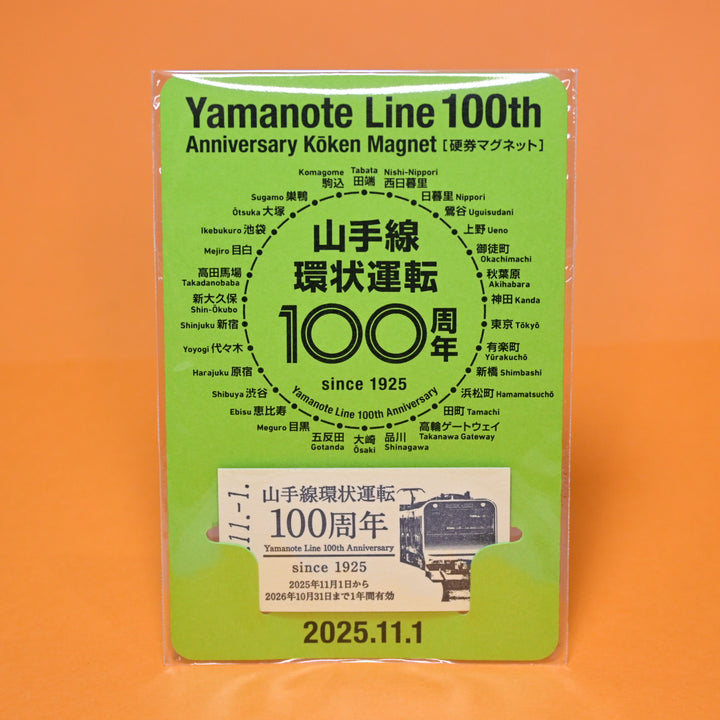 Yamanote Line 100th
Anniversary Kōken Magnet [硬券マグネット]
Komagome 駒込
Tabata 田端
Nishi-Nippori 西日暮里
日暮里 Nippori
鶯谷 Uguisudani
上野 Ueno
御徒町 Okachimachi
秋葉原 Akihabara
神田 Kanda
東京 Tōkyō
有楽町 Yūrakuchō
新橋 Shimbashi
浜松町 Hamamatsuchō
田町 Tamachi
高輪ゲートウェイ Takanawa Gateway
品川 Shinagawa
大崎 Ōsaki
五反田 Gotanda
Meguro 目黒
Ebisu 恵比寿
Shibuya 渋谷
Harajuku 原宿
Yoyogi 代々木
Shinjuku 新宿
新大久保 Shin-Ōkubo
高田馬場 Takadanobaba
Mejiro 目白
Ikebukuro 池袋
Ōtsuka 大塚
Sugamo 巣鴨
山手線
環状運転
100周年
since 1925
Yamanote Line 100th Anniversary
11.-1.
山手線環状運転
100周年
Yamanote Line 100th Anniversary
since 1925
2025年11月1日から
2026年10月31日まで1年間有効
2025.11.1